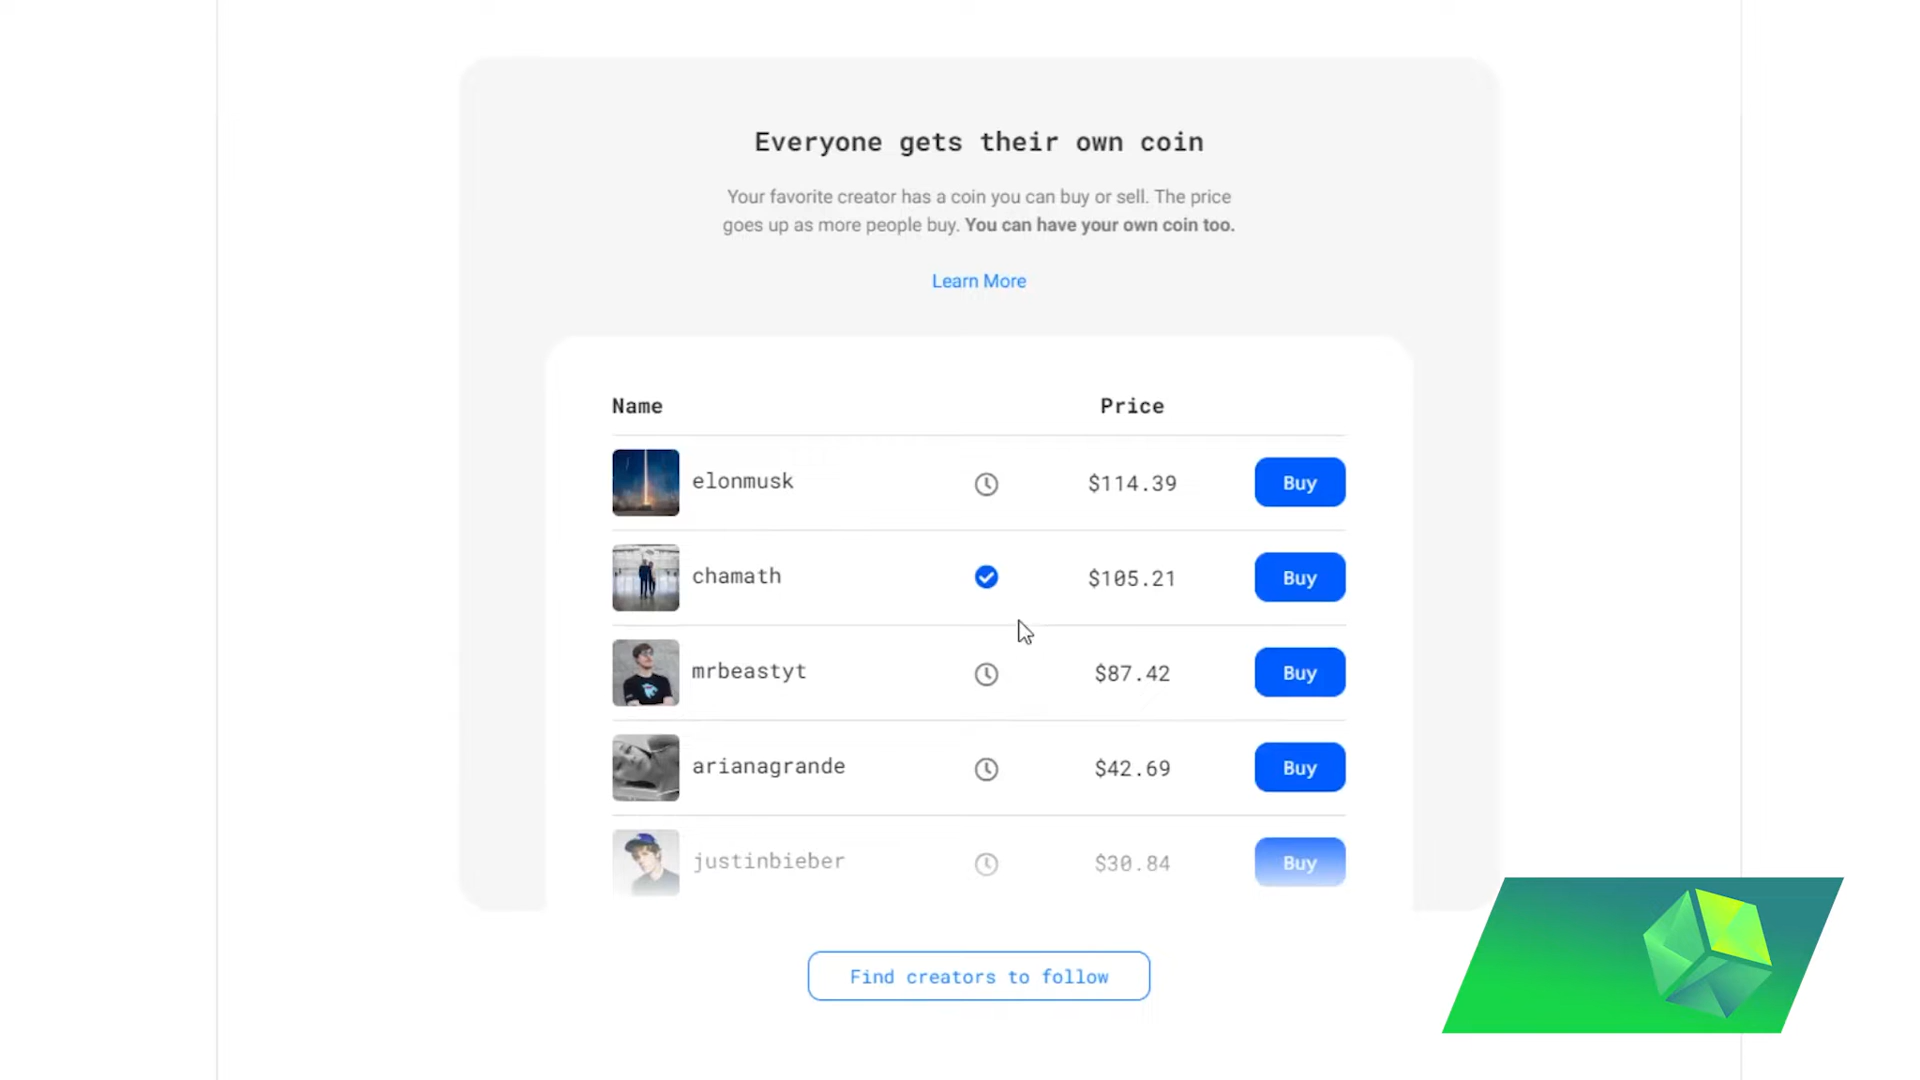 Everyone gets their own coin
Your favorite creator has a coin you can buy or sell. The price
goes up as more people buy. You can have your own coin too.
Learn More
Name Price
elonmusk $114.39 Buy
chamath $105.21 Buy
mrbeastyt $87.42 Buy
arianagrande $42.69 Buy
justinbieber $30.84 Buy
Find creators to follow